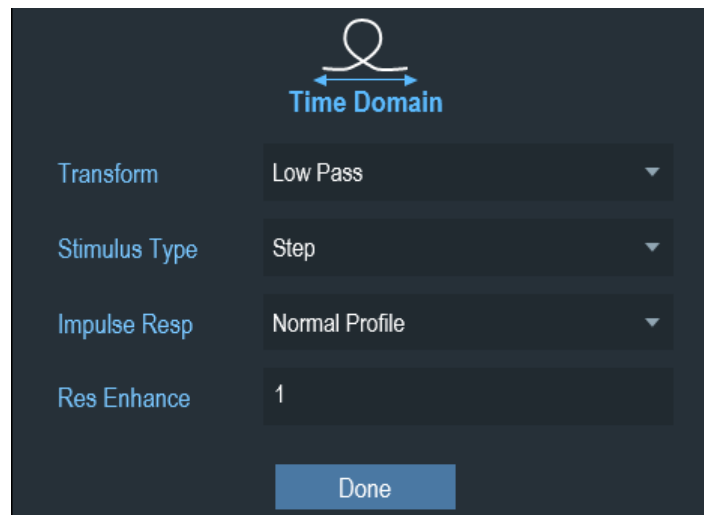 Time Domain
Transform Low Pass
Stimulus Type Step
Impulse Resp Normal Profile
Res Enhance 1
Done